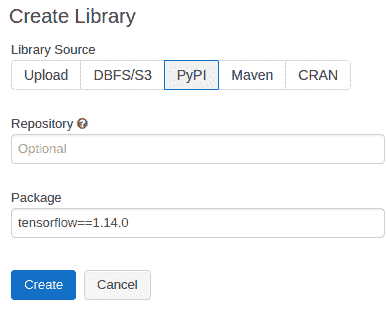 Create Library
Library Source
Upload DBFS/S3 PyPI Maven CRAN
Repository
Optional
Package
tensorflow==1.14.0
Create Cancel